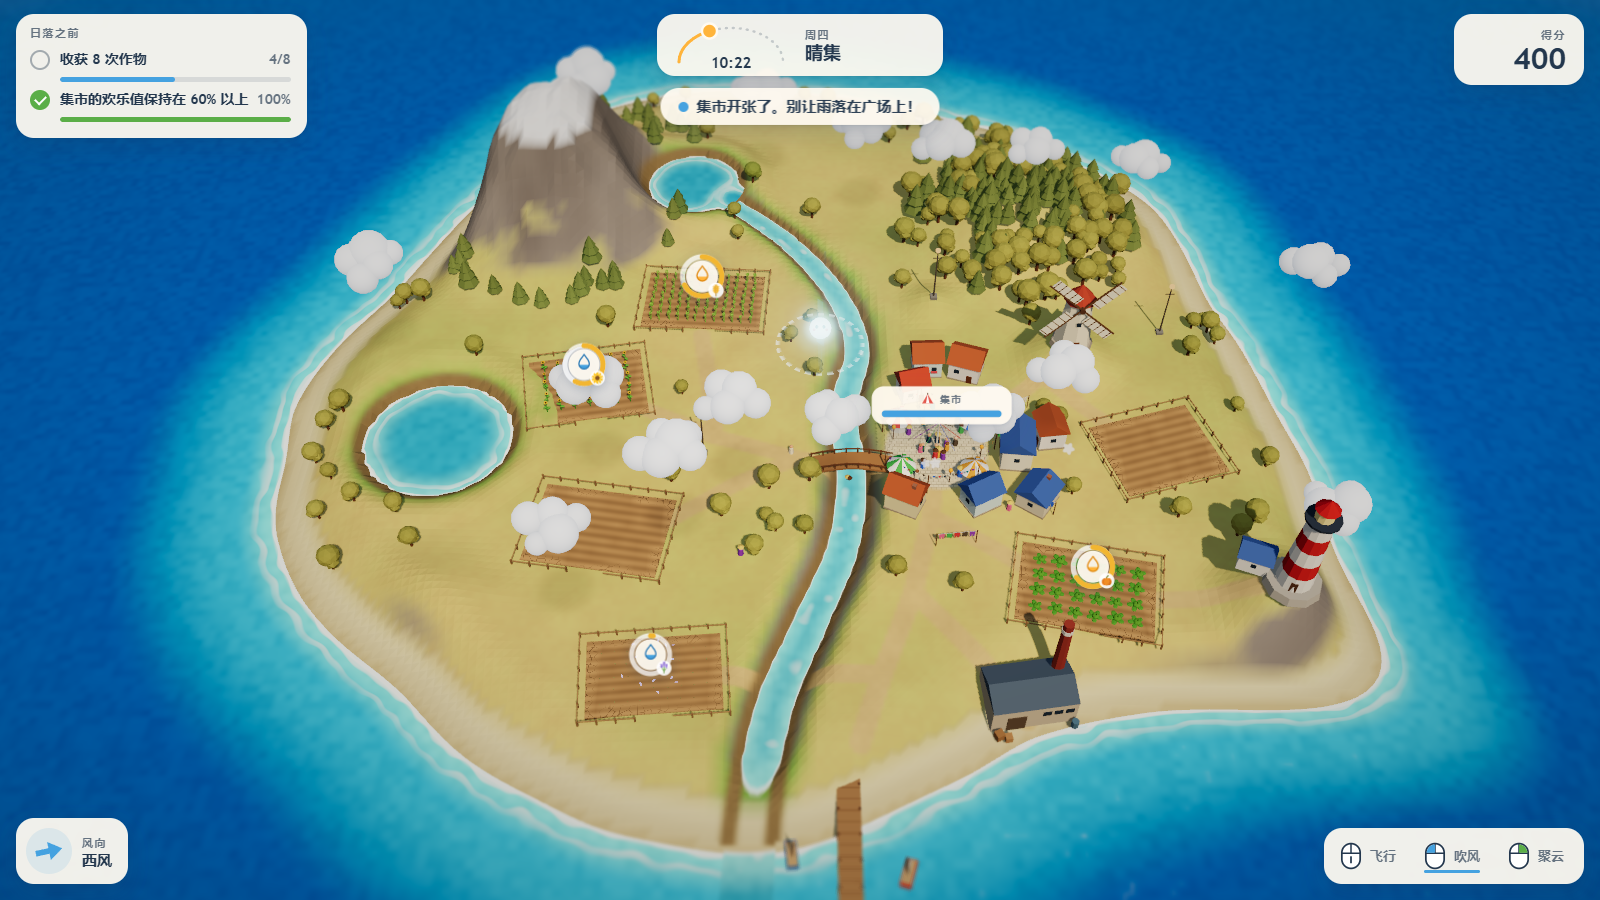 日落之前
收获 8 次作物 4/8
集市的欢乐值保持在 60% 以上 100%
10:22
周四
晴集
集市开张了。别让雨落在广场上！
得分
400
集市
风向
西风
飞行
吹风
聚云